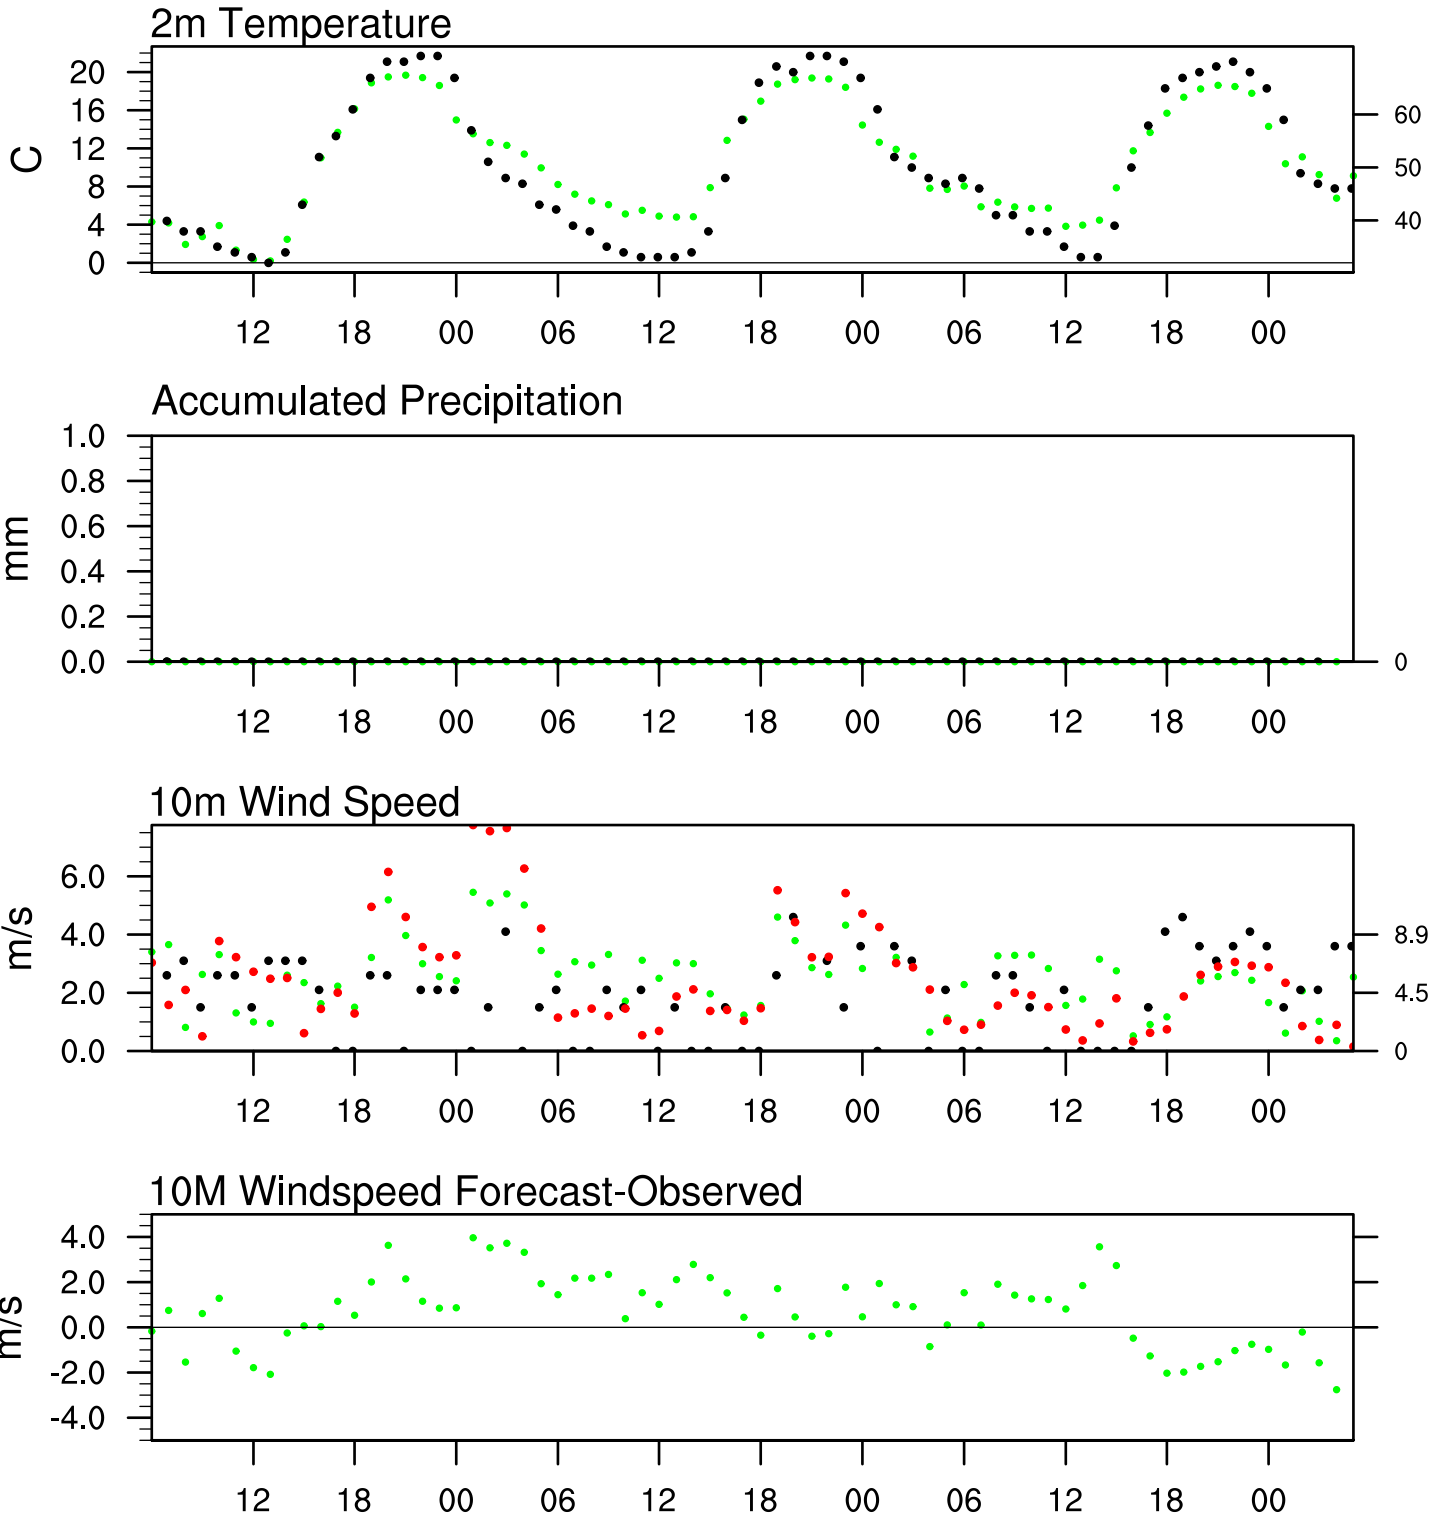 2m Temperature
20
16
12
8
4
0
C
60
50
40
12 18 00 06 12 18 00 06 12 18 00
Accumulated Precipitation
1.0
0.8
0.6
0.4
0.2
0.0
mm
0
12 18 00 06 12 18 00 06 12 18 00
10m Wind Speed
6.0
4.0
2.0
0.0
m/s
8.9
4.5
0
12 18 00 06 12 18 00 06 12 18 00
10M Windspeed Forecast-Observed
4.0
2.0
0.0
-2.0
-4.0
m/s
12 18 00 06 12 18 00 06 12 18 00